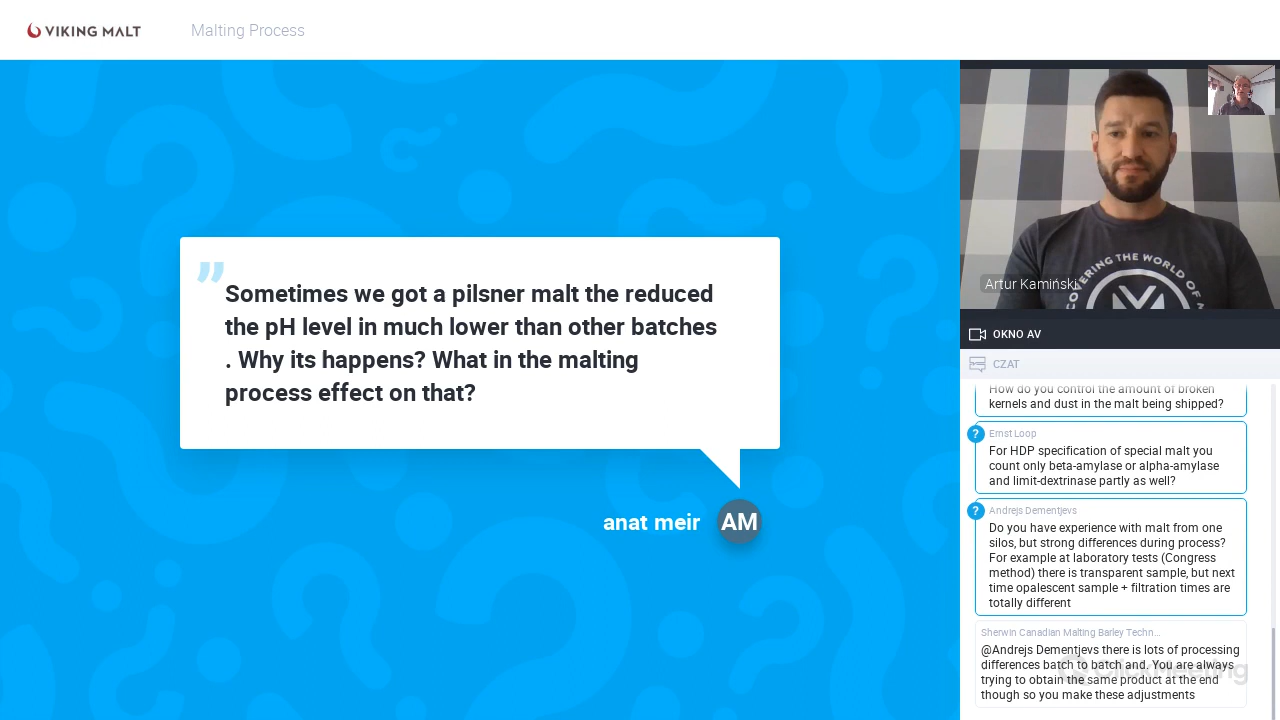 VIKING MALT
Malting Process
Sometimes we got a pilsner malt the reduced
the pH level in much lower than other batches
. Why its happens? What in the malting
process effect on that?
anat meir
AM
COVERING THE WORLD OF
Artur Kamiński
OKNO AV
CZAT
How do you control the amount of broken
kernels and dust in the malt being shipped?
?
Ernst Loop
For HDP specification of special malt you
count only beta-amylase or alpha-amylase
and limit-dextrinase partly as well?
?
Andrejs Dementjevs
Do you have experience with malt from one
silos, but strong differences during process?
For example at laboratory tests (Congress
method) there is transparent sample, but next
time opalescent sample + filtration times are
totally different
Sherwin Canadian Malting Barley Techn...
@Andrejs Dementjevs there is lots of processing
differences batch to batch and. You are always
trying to obtain the same product at the end
though so you make these adjustments
ClickMeeting